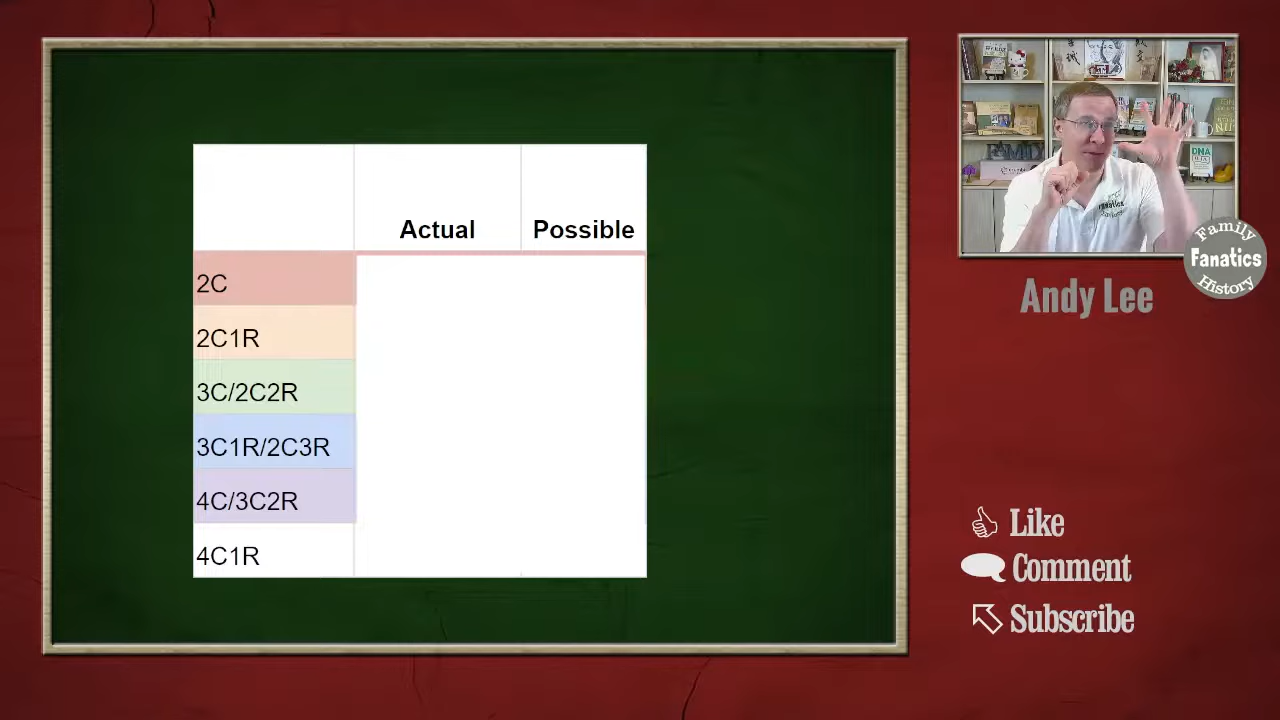 Actual Possible
2C
2C1R
3C/2C2R
3C1R/2C3R
4C/3C2R
4C1R
Family
Fanatics
History
Andy Lee
Like
Comment
Subscribe
DNA